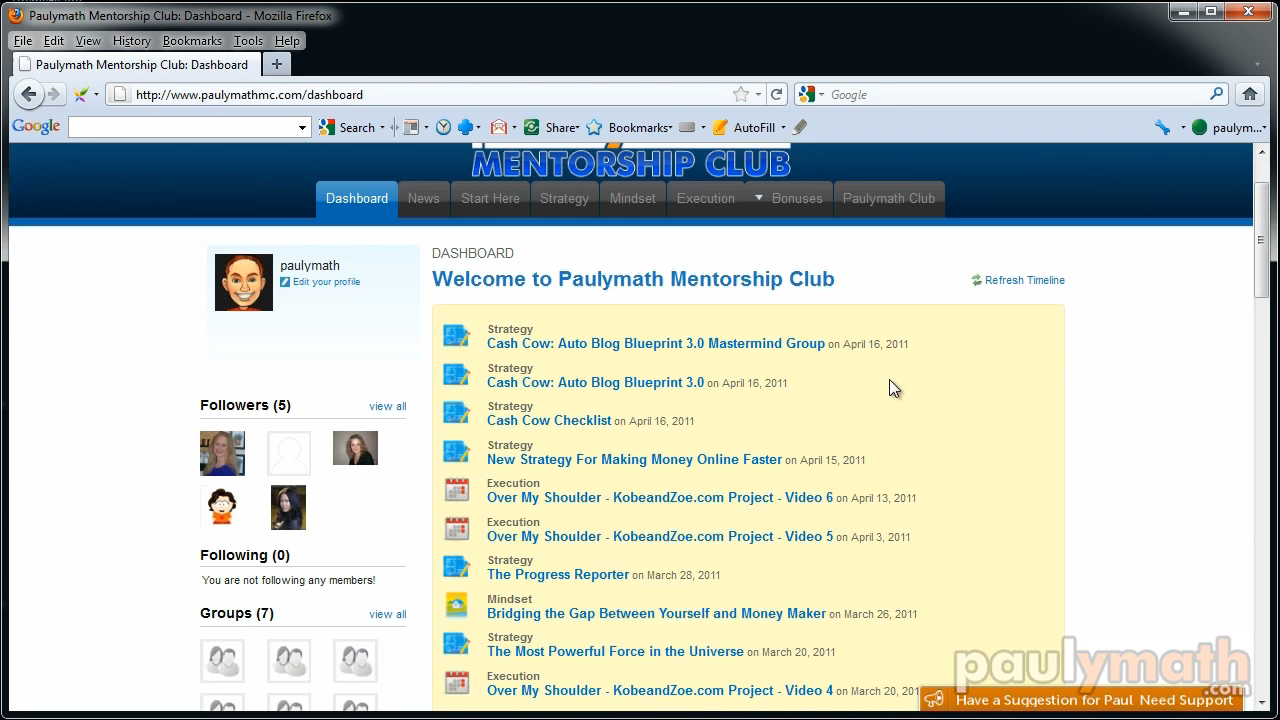 Paulymath Mentorship Club: Dashboard - Mozilla Firefox
File Edit View History Bookmarks Tools Help
Paulymath Mentorship Club: Dashboard
http://www.paulymathmc.com/dashboard
Google
Google Search Share Bookmarks AutoFill paulym...
MENTORSHIP CLUB
Dashboard News Start Here Strategy Mindset Execution Bonuses Paulymath Club
paulymath
Edit your profile
Followers (5) view all
Following (0)
You are not following any members!
Groups (7) view all
DASHBOARD
Welcome to Paulymath Mentorship Club
Refresh Timeline
Strategy
Cash Cow: Auto Blog Blueprint 3.0 Mastermind Group on April 16, 2011
Strategy
Cash Cow: Auto Blog Blueprint 3.0 on April 16, 2011
Strategy
Cash Cow Checklist on April 16, 2011
Strategy
New Strategy For Making Money Online Faster on April 15, 2011
Execution
Over My Shoulder - KobeandZoe.com Project - Video 6 on April 13, 2011
Execution
Over My Shoulder - KobeandZoe.com Project - Video 5 on April 3, 2011
Strategy
The Progress Reporter on March 28, 2011
Mindset
Bridging the Gap Between Yourself and Money Maker on March 26, 2011
Strategy
The Most Powerful Force in the Universe on March 20, 2011
Execution
Over My Shoulder - KobeandZoe.com Project - Video 4 on March 20, 201
paulymath
.com
Have a Suggestion for Paul Need Support